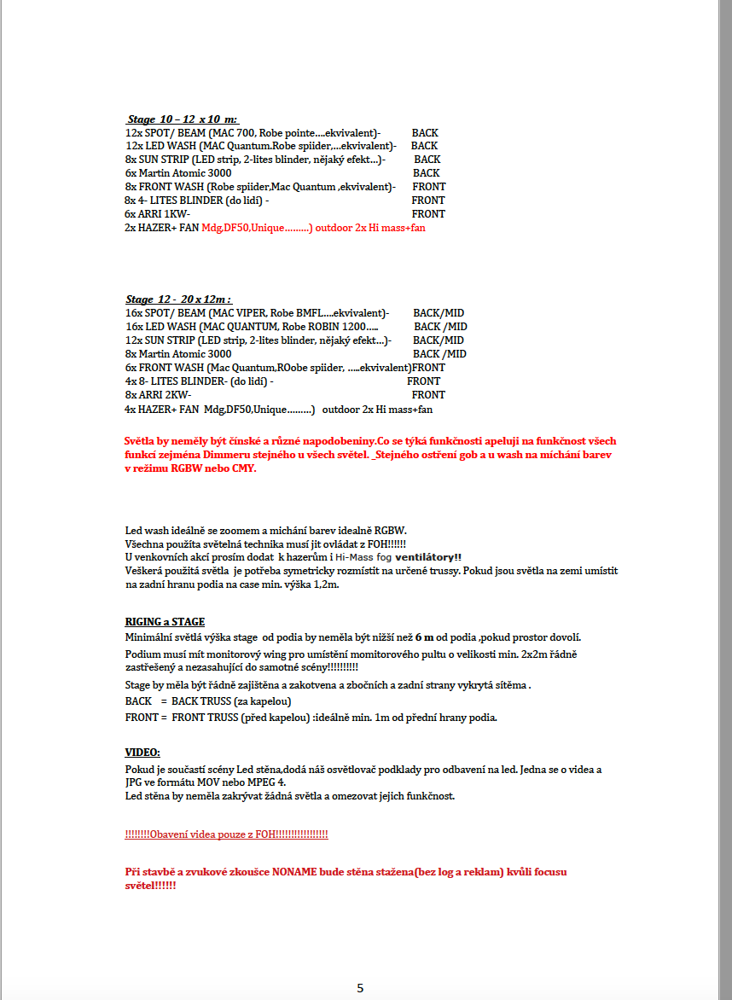 Stage 10 – 12 x 10 m:
12x SPOT/ BEAM (MAC 700, Robe pointe….ekvivalent)- BACK
12x LED WASH (MAC Quantum.Robe spiider,…ekvivalent)- BACK
8x SUN STRIP (LED strip, 2-lites blinder, nějaký efekt…)- BACK
6x Martin Atomic 3000 BACK
8x FRONT WASH (Robe spiider,Mac Quantum ,ekvivalent)- FRONT
8x 4- LITES BLINDER (do lidí) - FRONT
6x ARRI 1KW- FRONT
2x HAZER+ FAN Mdg,DF50,Unique………) outdoor 2x Hi mass+fan
Stage 12 - 20 x 12m :
16x SPOT/ BEAM (MAC VIPER, Robe BMFL….ekvivalent)- BACK/MID
16x LED WASH (MAC QUANTUM, Robe ROBIN 1200….. BACK /MID
12x SUN STRIP (LED strip, 2-lites blinder, nějaký efekt…)- BACK/MID
8x Martin Atomic 3000 BACK /MID
6x FRONT WASH (Mac Quantum,RObe spiider, …..ekvivalent)FRONT
4x 8- LITES BLINDER- (do lidí) - FRONT
8x ARRI 2KW- FRONT
4x HAZER+ FAN Mdg,DF50,Unique………) outdoor 2x Hi mass+fan
Světla by neměly být čínské a různé napodobeniny.Co se týká funkčnosti apeluji na funkčnost všech
funkcí zejména Dimmeru stejného u všech světel. _Stejného ostření gob a u wash na míchání barev
v režimu RGBW nebo CMY.
Led wash ideálně se zoomem a michání barev idealně RGBW.
Všechna použíta světelná technika musí jit ovládat z FOH!!!!!!
U venkovních akcí prosím dodat k hazerům i Hi-Mass fog ventilátory!!
Veškerá použitá světla je potřeba symetricky rozmístit na určené trussy. Pokud jsou světla na zemi umístit
na zadní hranu podia na case min. výška 1,2m.
RIGING a STAGE
Minimální světlá výška stage od podia by neměla být nižší než 6 m od podia ,pokud prostor dovolí.
Podium musí mít monitorový wing pro umístění momitorového pultu o velikosti min. 2x2m řádně
zastřešený a nezasahující do samotné scény!!!!!!!!!!
Stage by měla být řádně zajištěna a zakotvena a zbočních a zadní strany vykrytá sítěma .
BACK = BACK TRUSS (za kapelou)
FRONT = FRONT TRUSS (před kapelou) :ideálně min. 1m od přední hrany podia.
VIDEO:
Pokud je součastí scény Led stěna,dodá náš osvětlovač podklady pro odbavení na led. Jedna se o videa a
JPG ve formátu MOV nebo MPEG 4.
Led stěna by neměla zakrývat žádná světla a omezovat jejich funkčnost.
!!!!!!!!Obavení videa pouze z FOH!!!!!!!!!!!!!!!!!
Při stavbě a zvukové zkoušce NONAME bude stěna stažena(bez log a reklam) kvůli focusu
světel!!!!!!
5